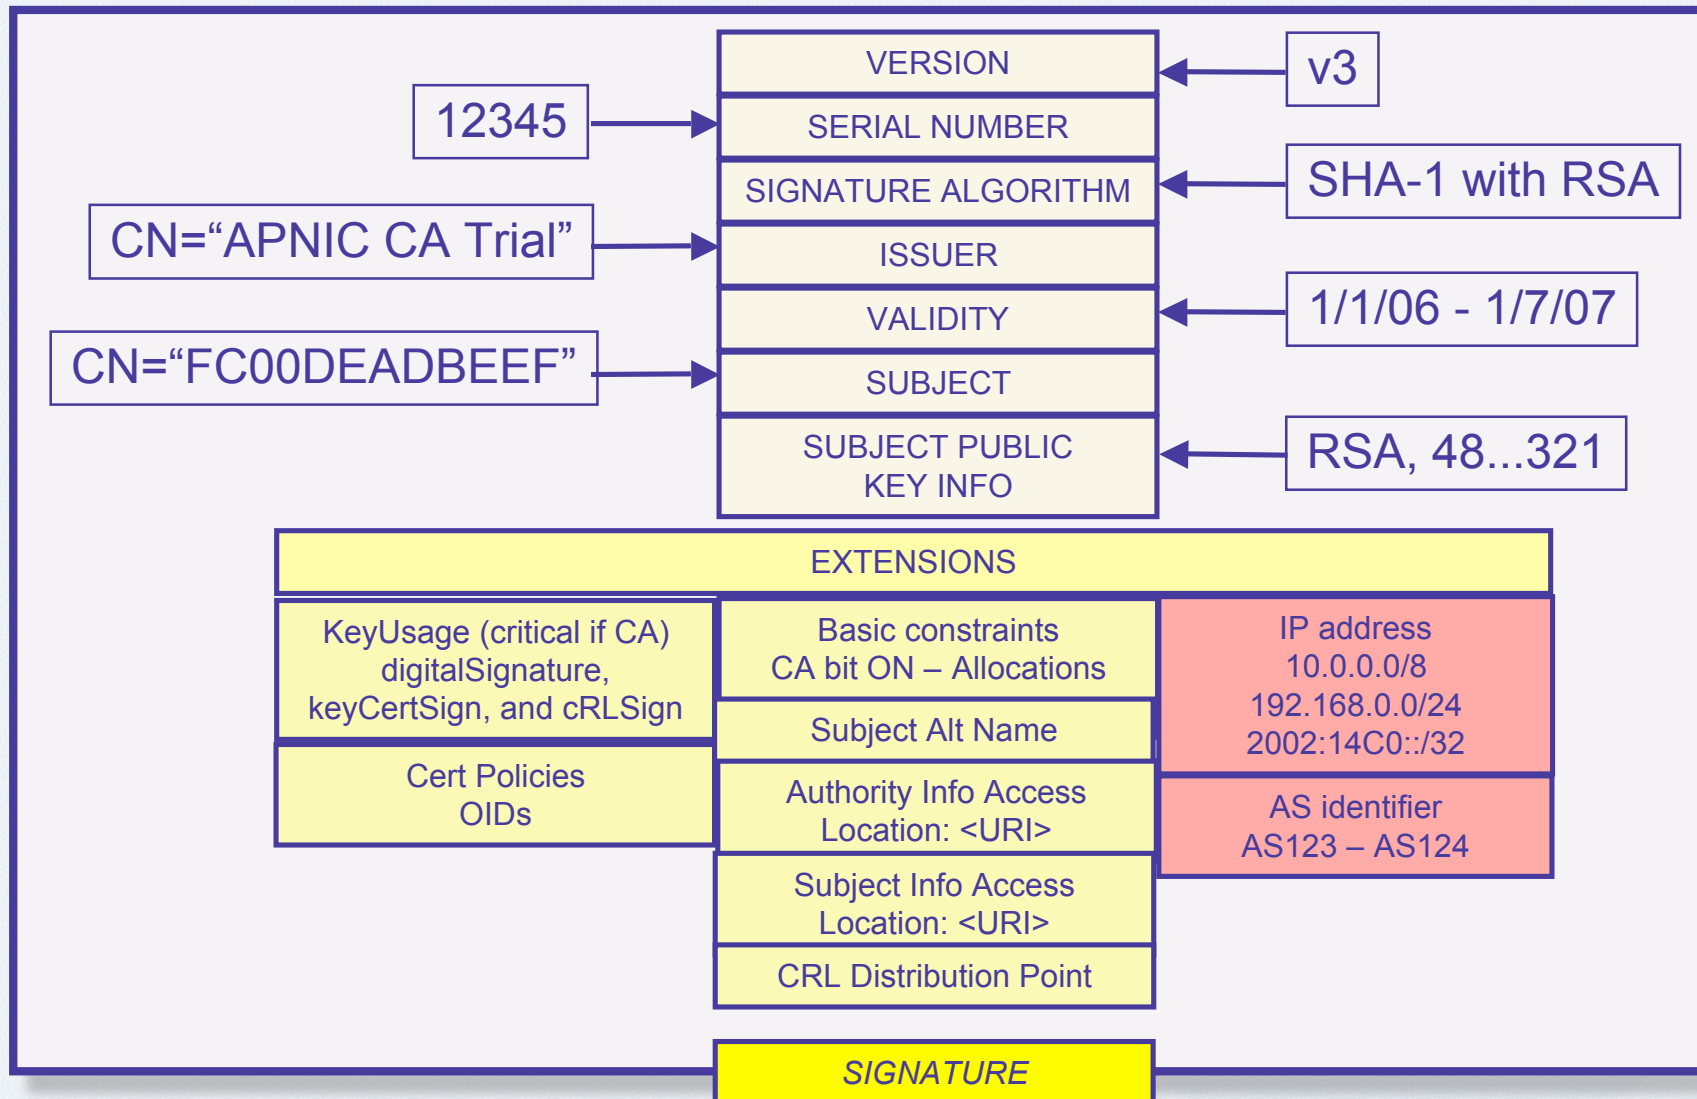 VERSION
v3
12345
SERIAL NUMBER
SIGNATURE ALGORITHM
SHA-1 with RSA
CN=“APNIC CA Trial”
ISSUER
VALIDITY
1/1/06 - 1/7/07
CN=“FC00DEADBEEF”
SUBJECT
SUBJECT PUBLIC
KEY INFO
RSA, 48...321
EXTENSIONS
KeyUsage (critical if CA)
digitalSignature,
keyCertSign, and cRLSign
Cert Policies
OIDs
Basic constraints
CA bit ON – Allocations
Subject Alt Name
Authority Info Access
Location: <URI>
Subject Info Access
Location: <URI>
CRL Distribution Point
IP address
10.0.0.0/8
192.168.0.0/24
2002:14C0::/32
AS identifier
AS123 – AS124
SIGNATURE